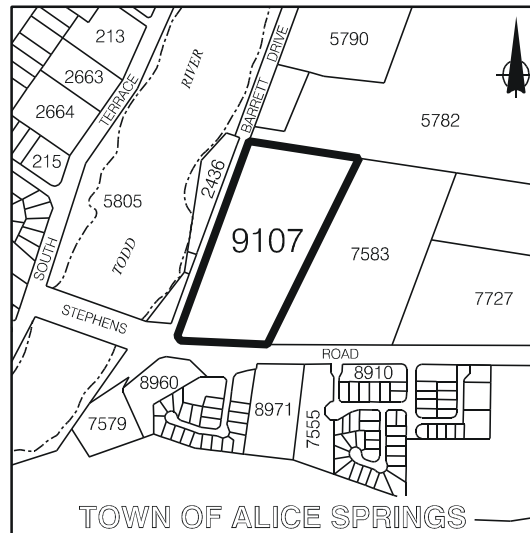 213
5790
2663
RIVER
BARRETT DRIVE
TERRACE
2664
5782
215
2436
5805
9107
7583
TODD
SOUTH
7727
STEPHENS
ROAD
8960
8910
8971
7579
7555
TOWN OF ALICE SPRINGS